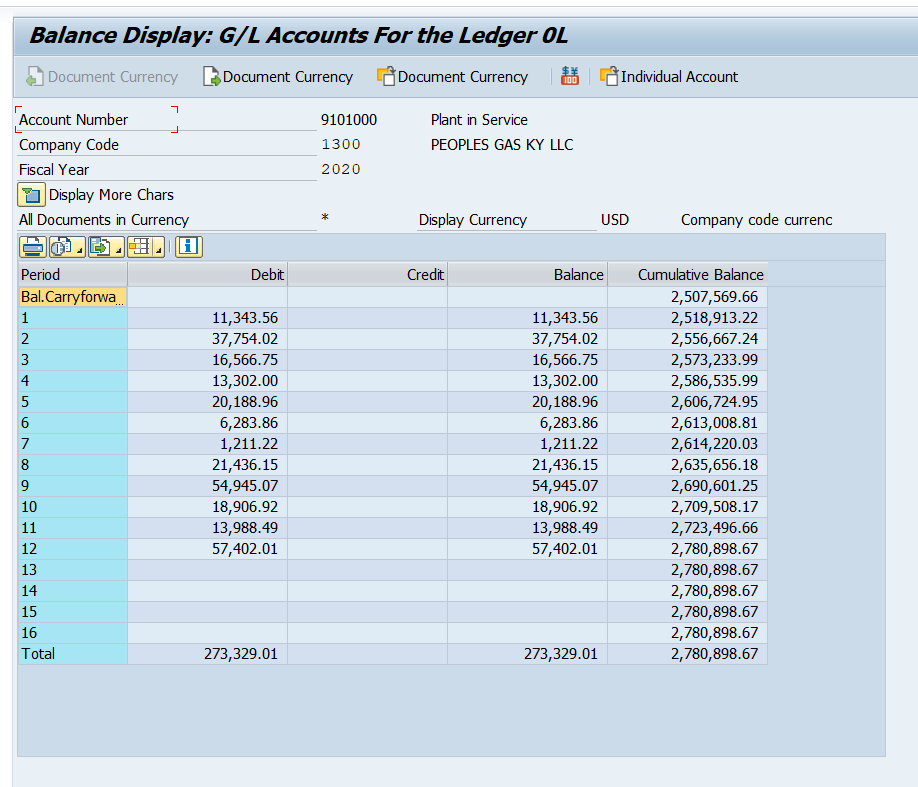 Balance Display: G/L Accounts For the Ledger 0L
Document Currency Document Currency Document Currency 100 Individual Account
Account Number 9101000 Plant in Service
Company Code 1300 PEOPLES GAS KY LLC
Fiscal Year 2020
Display More Chars
All Documents in Currency * Display Currency USD Company code currenc
Period Debit Credit Balance Cumulative Balance
Bal.Carryforwa... 2,507,569.66
1 11,343.56 11,343.56 2,518,913.22
2 37,754.02 37,754.02 2,556,667.24
3 16,566.75 16,566.75 2,573,233.99
4 13,302.00 13,302.00 2,586,535.99
5 20,188.96 20,188.96 2,606,724.95
6 6,283.86 6,283.86 2,613,008.81
7 1,211.22 1,211.22 2,614,220.03
8 21,436.15 21,436.15 2,635,656.18
9 54,945.07 54,945.07 2,690,601.25
10 18,906.92 18,906.92 2,709,508.17
11 13,988.49 13,988.49 2,723,496.66
12 57,402.01 57,402.01 2,780,898.67
13 2,780,898.67
14 2,780,898.67
15 2,780,898.67
16 2,780,898.67
Total 273,329.01 273,329.01 2,780,898.67